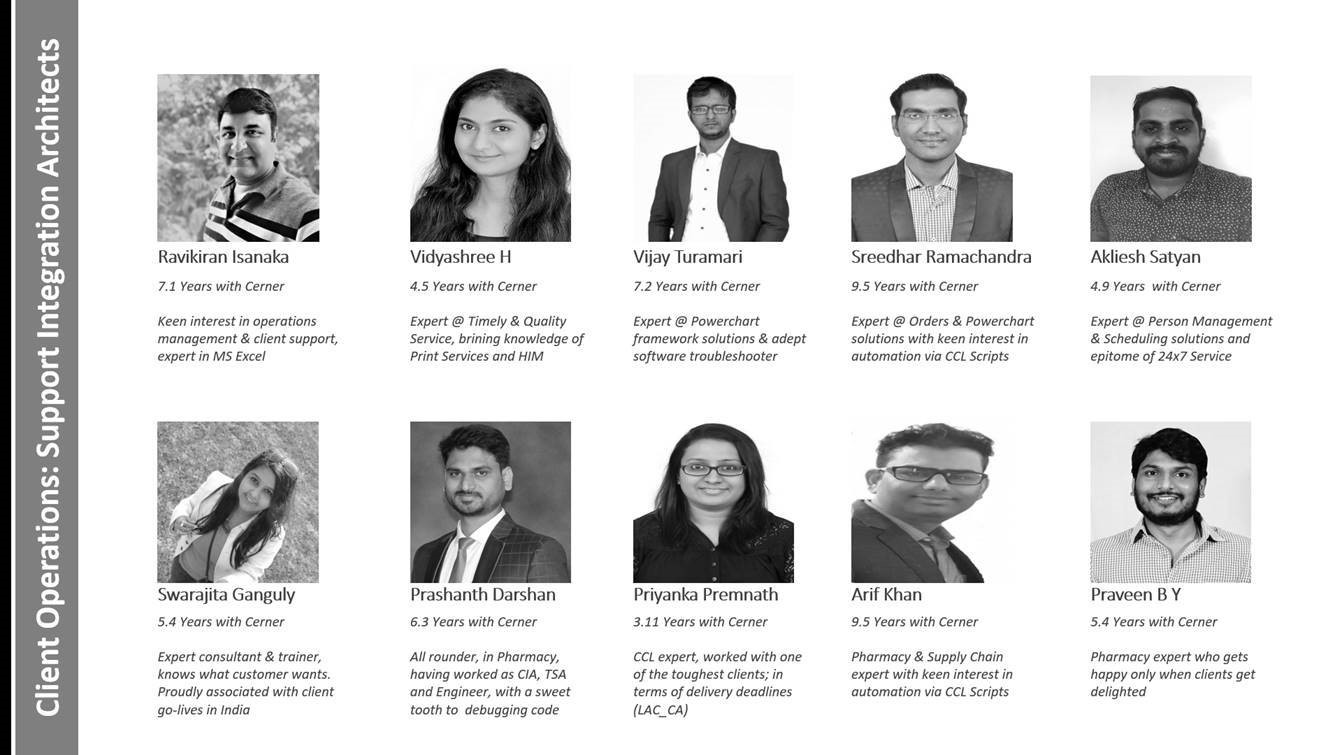 Client Operations: Support Integration Architects
Ravikiran Isanaka
7.1 Years with Cerner
Keen interest in operations
management & client support,
expert in MS Excel
Vidyashree H
4.5 Years with Cerner
Expert @ Timely & Quality
Service, brining knowledge of
Print Services and HIM
Vijay Turamari
7.2 Years with Cerner
Expert @ Powerchart
framework solutions & adept
software troubleshooter
Sreedhar Ramachandra
9.5 Years with Cerner
Expert @ Orders & Powerchart
solutions with keen interest in
automation via CCL Scripts
Akliesh Satyan
4.9 Years  with Cerner
Expert @ Person Management
& Scheduling solutions and
epitome of 24x7 Service
Swarajita Ganguly
5.4 Years with Cerner
Expert consultant & trainer,
knows what customer wants.
Proudly associated with client
go-lives in India
Prashanth Darshan
6.3 Years with Cerner
All rounder, in Pharmacy,
having worked as CIA, TSA
and Engineer, with a sweet
tooth to  debugging code
Priyanka Premnath
3.11 Years with Cerner
CCL expert, worked with one
of the toughest clients; in
terms of delivery deadlines
(LAC_CA)
Arif Khan
9.5 Years with Cerner
Pharmacy & Supply Chain
expert with keen interest in
automation via CCL Scripts
Praveen B Y
5.4 Years with Cerner
Pharmacy expert who gets
happy only when clients get
delighted